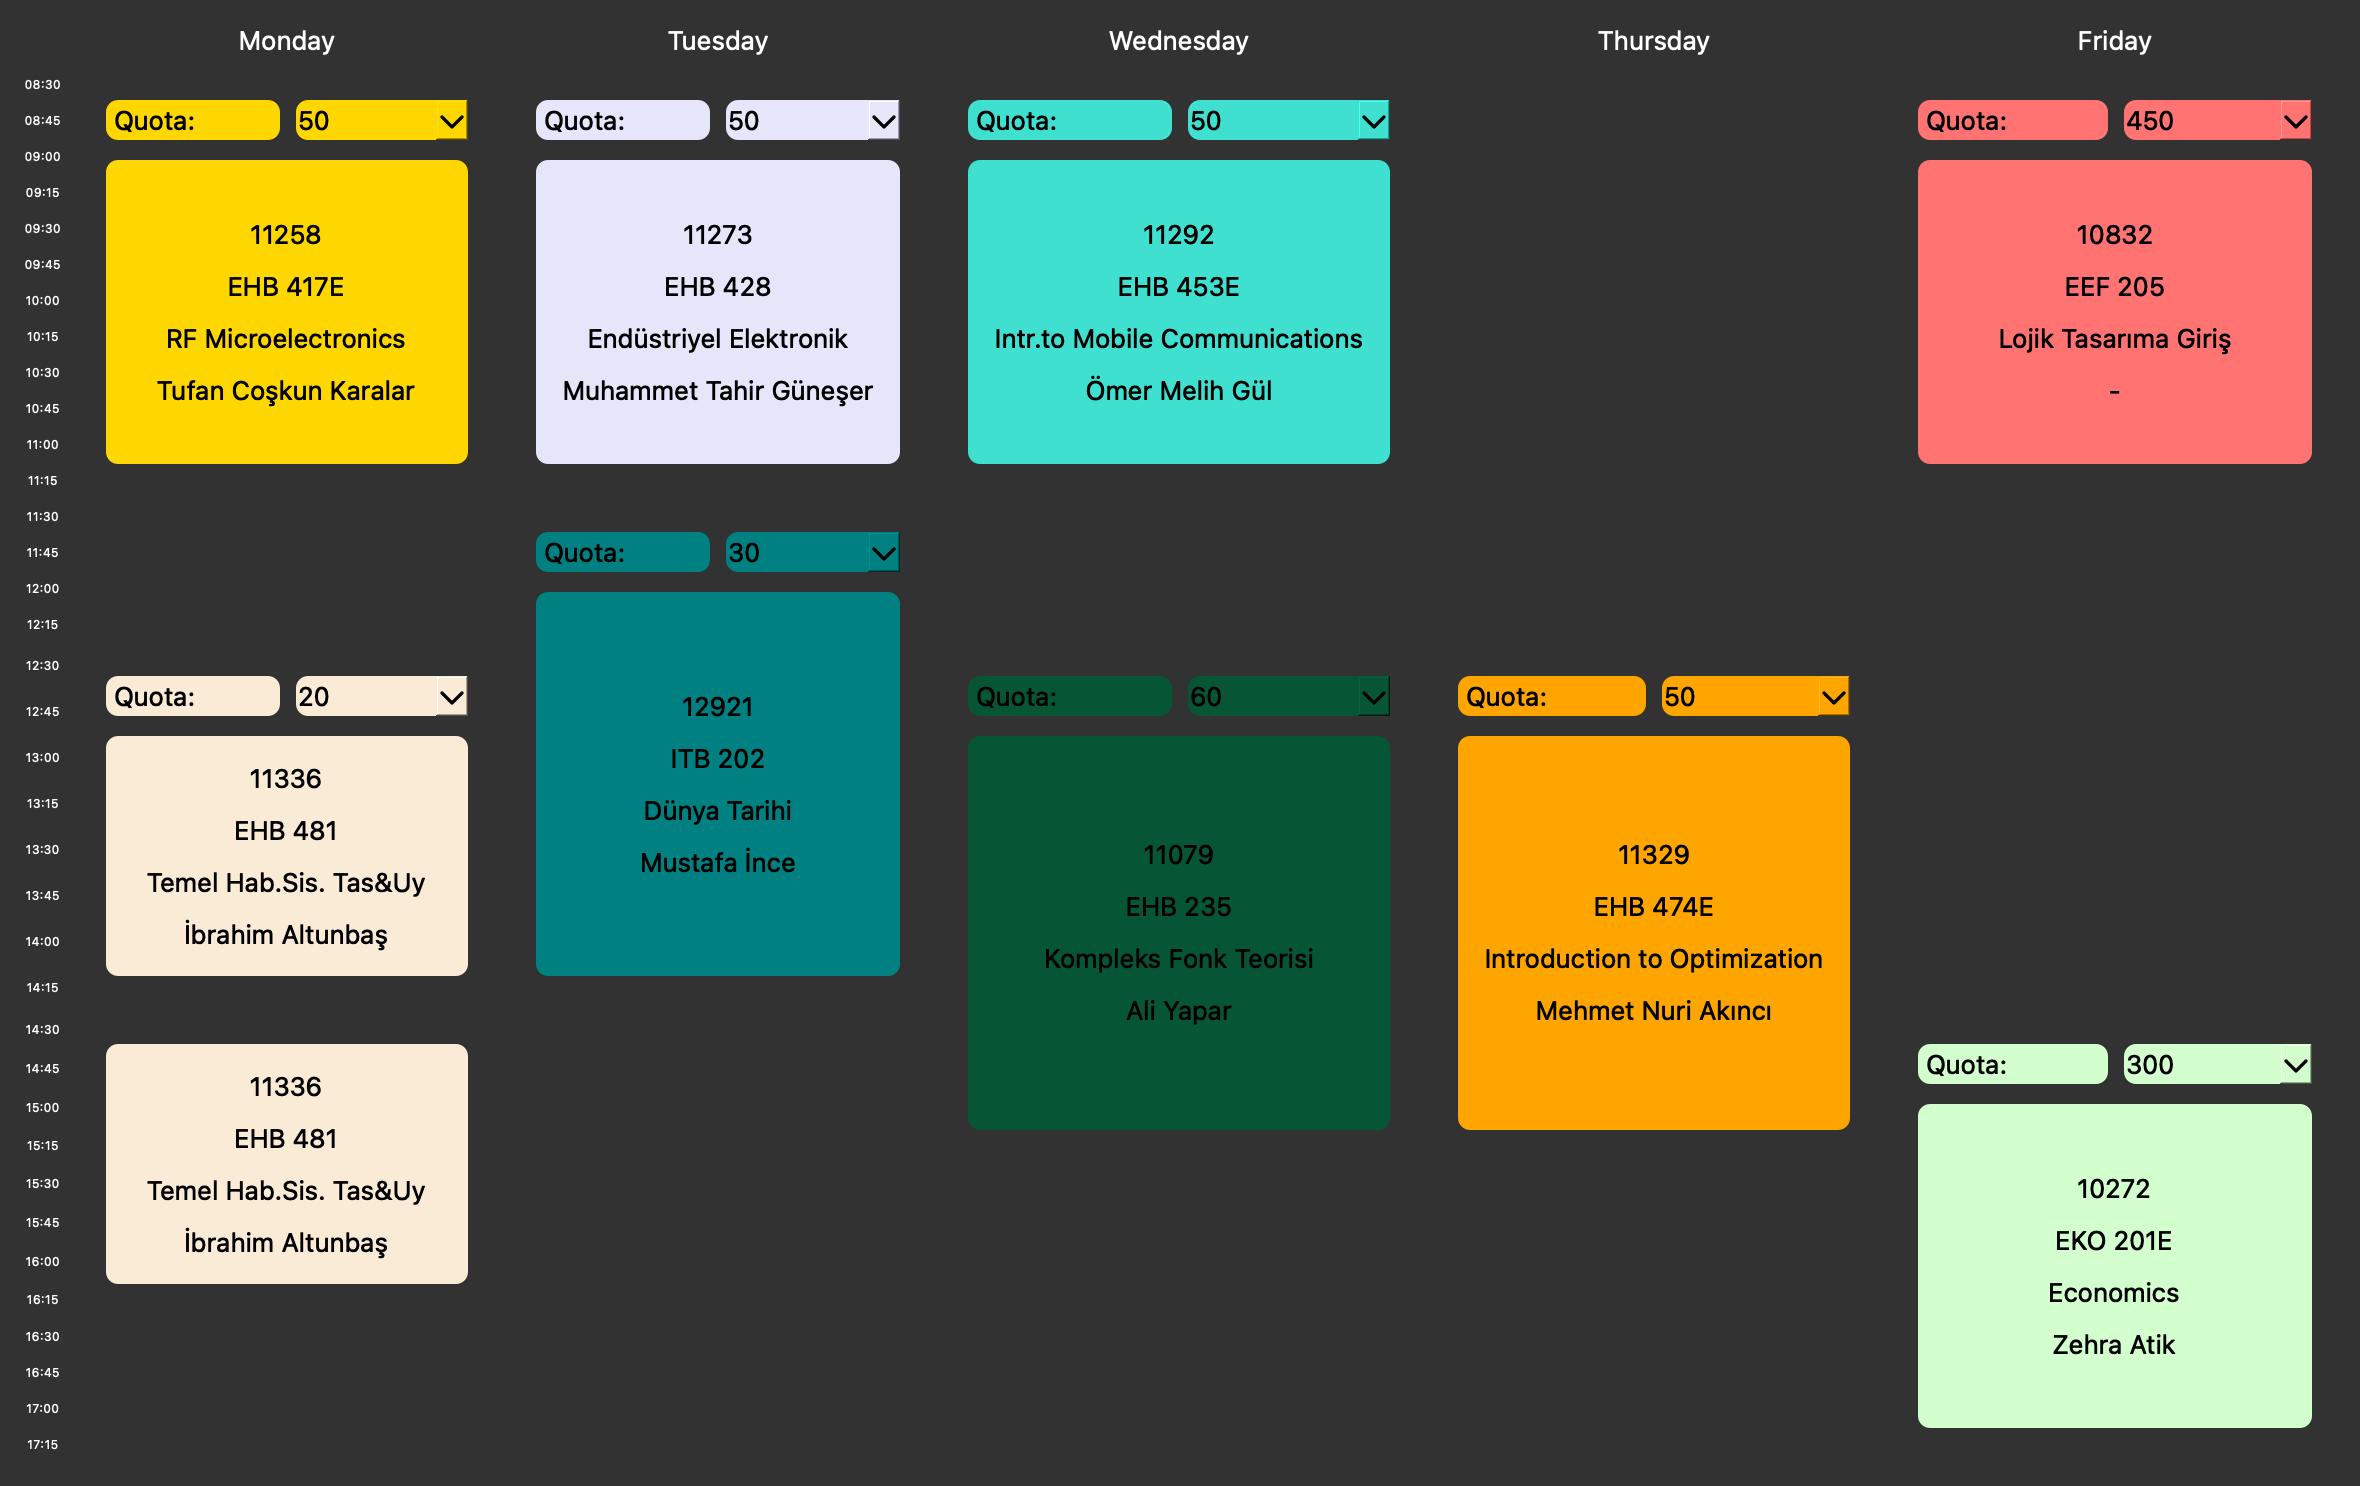 Monday
Tuesday
Wednesday
Thursday
Friday
08:30
08:45
09:00
09:15
09:30
09:45
10:00
10:15
10:30
10:45
11:00
11:15
11:30
11:45
12:00
12:15
12:30
12:45
13:00
13:15
13:30
13:45
14:00
14:15
14:30
14:45
15:00
15:15
15:30
15:45
16:00
16:15
16:30
16:45
17:00
17:15
Quota: 50
11258
EHB 417E
RF Microelectronics
Tufan Coşkun Karalar
Quota: 20
11336
EHB 481
Temel Hab.Sis. Tas&Uy
İbrahim Altunbaş
11336
EHB 481
Temel Hab.Sis. Tas&Uy
İbrahim Altunbaş
Quota: 50
11273
EHB 428
Endüstriyel Elektronik
Muhammet Tahir Güneşer
Quota: 30
12921
ITB 202
Dünya Tarihi
Mustafa İnce
Quota: 50
11292
EHB 453E
Intr.to Mobile Communications
Ömer Melih Gül
Quota: 60
11079
EHB 235
Kompleks Fonk Teorisi
Ali Yapar
Quota: 50
11329
EHB 474E
Introduction to Optimization
Mehmet Nuri Akıncı
Quota: 450
10832
EEF 205
Lojik Tasarıma Giriş
-
Quota: 300
10272
EKO 201E
Economics
Zehra Atik